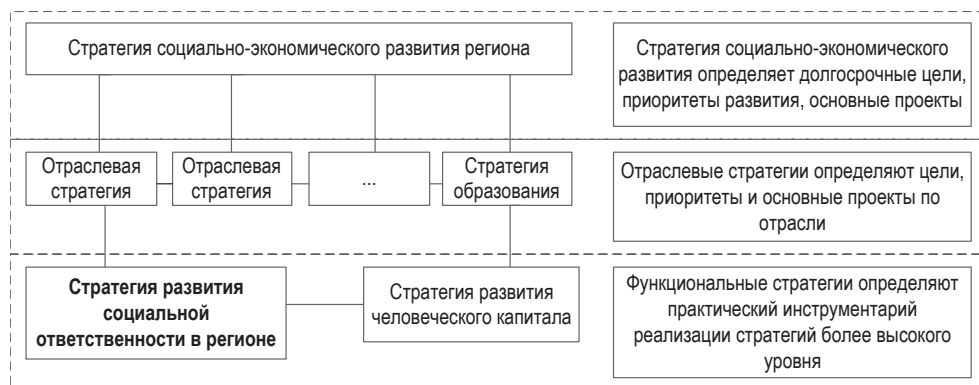 Стратегия социально-экономического развития региона
Стратегия социально-экономического
развития определяет долгосрочные цели,
приоритеты развития, основные проекты
Отраслевая
стратегия
Отраслевая
стратегия
...
Стратегия
образования
Отраслевые стратегии определяют цели,
приоритеты и основные проекты по
отрасли
Стратегия развития
социальной
ответственности в регионе
Стратегия развития
человеческого капитала
Функциональные стратегии определяют
практический инструментарий
реализации стратегий более высокого
уровня